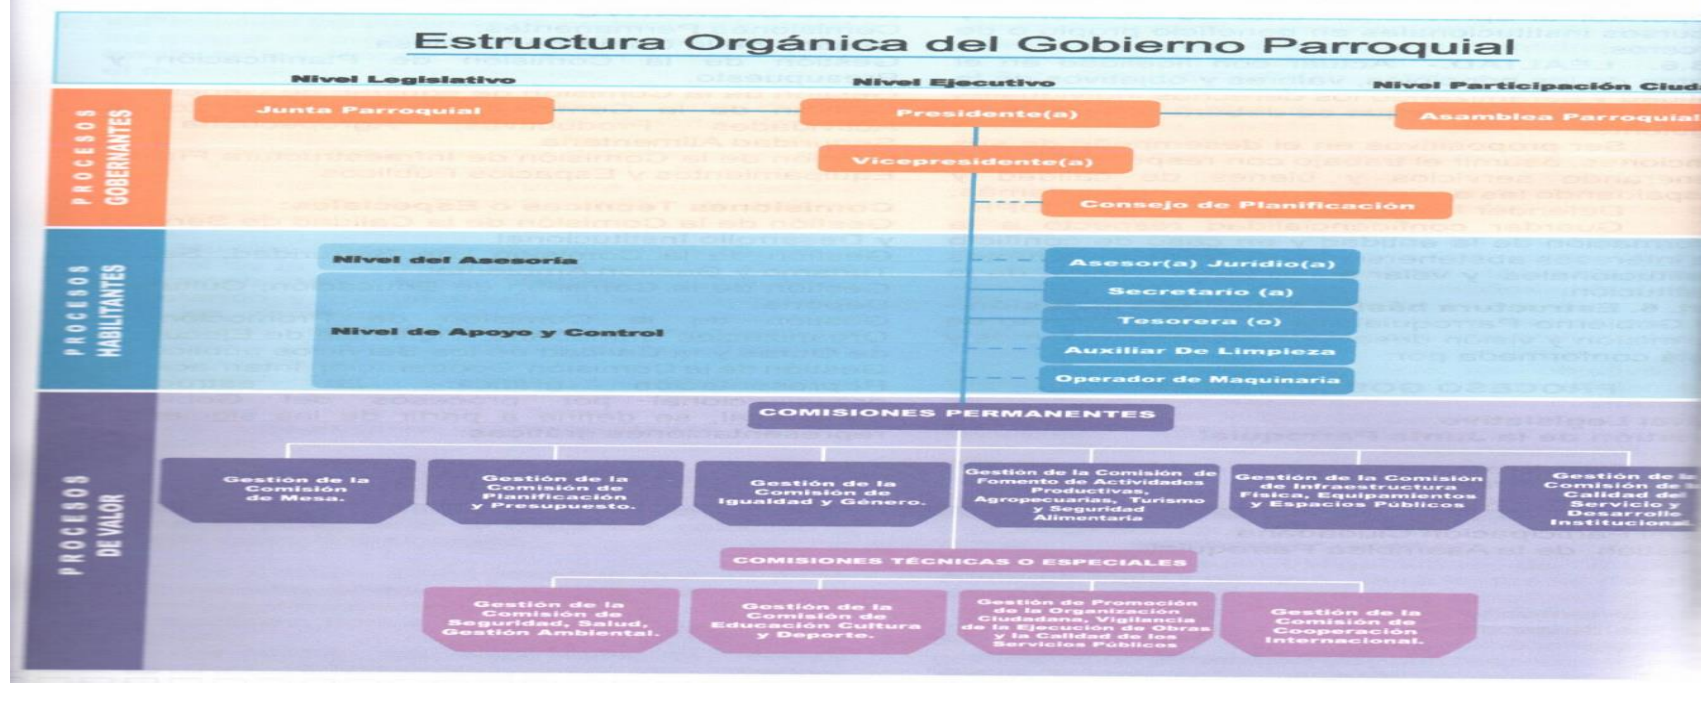 Estructura Orgánica del Gobierno Parroquial
Nivel Legislativo
Nivel Ejecutivo
Nivel Participación
PROCESOS
GOBERNANTES
Junta Parroquial
Presidente(a)
Asamblea Parroquial
Vicepresidente(a)
Consejo de Planificación
PROCESOS
HABILITANTES
Nivel del Asesoría
Asesor(a) Jurídio(a)
Nivel de Apoyo y Control
Secretario (a)
Tesorera (o)
Auxiliar De Limpieza
Operador de Maquinaria
PROCESOS
DE VALOR
COMISIONES PERMANENTES
Gestión de la
Comisión
de Mesa.
Gestión de la
Comisión de
Planificación
y Presupuesto.
Gestión de la
Comisión de
Igualdad y Género.
Gestión de la Comisión de
Fomento de Actividades
Productivas,
Agropecuarias, Turismo
y Seguridad
Alimentaria
Gestión de la Comisión
de Infraestructura
Física, Equipamientos
y Espacios Públicos
Gestión de la
Comisión de
Calidad del
Servicio y
Desarrollo
Institucional.
COMISIONES TÉCNICAS O ESPECIALES
Gestión de la
Comisión de
Seguridad, Salud,
Gestión Ambiental.
Gestión de la
Comisión de
Educación Cultura
y Deporte.
Gestión de Promoción
de la Organización
Ciudadana, Vigilancia
de la Ejecución de Obras
y la Calidad de los
Servicios Públicos
Gestión de la
Comisión de
Cooperación
Internacional.